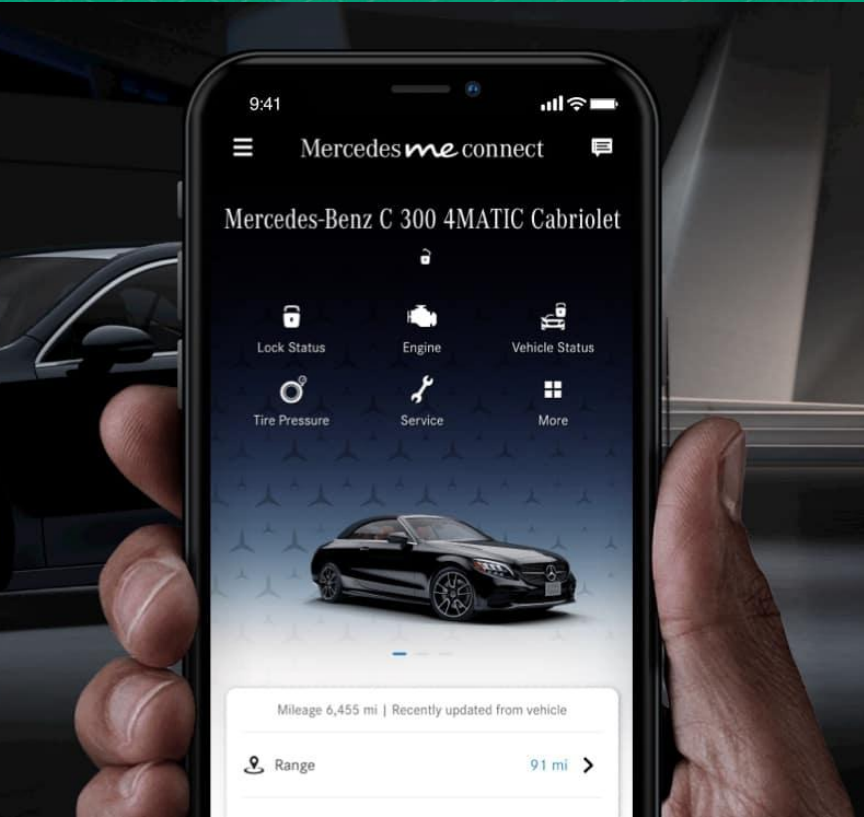 9:41
Mercedes me connect
Mercedes-Benz C 300 4MATIC Cabriolet
Lock Status Engine Vehicle Status
Tire Pressure Service More
Mileage 6,455 mi | Recently updated from vehicle
Range 91 mi